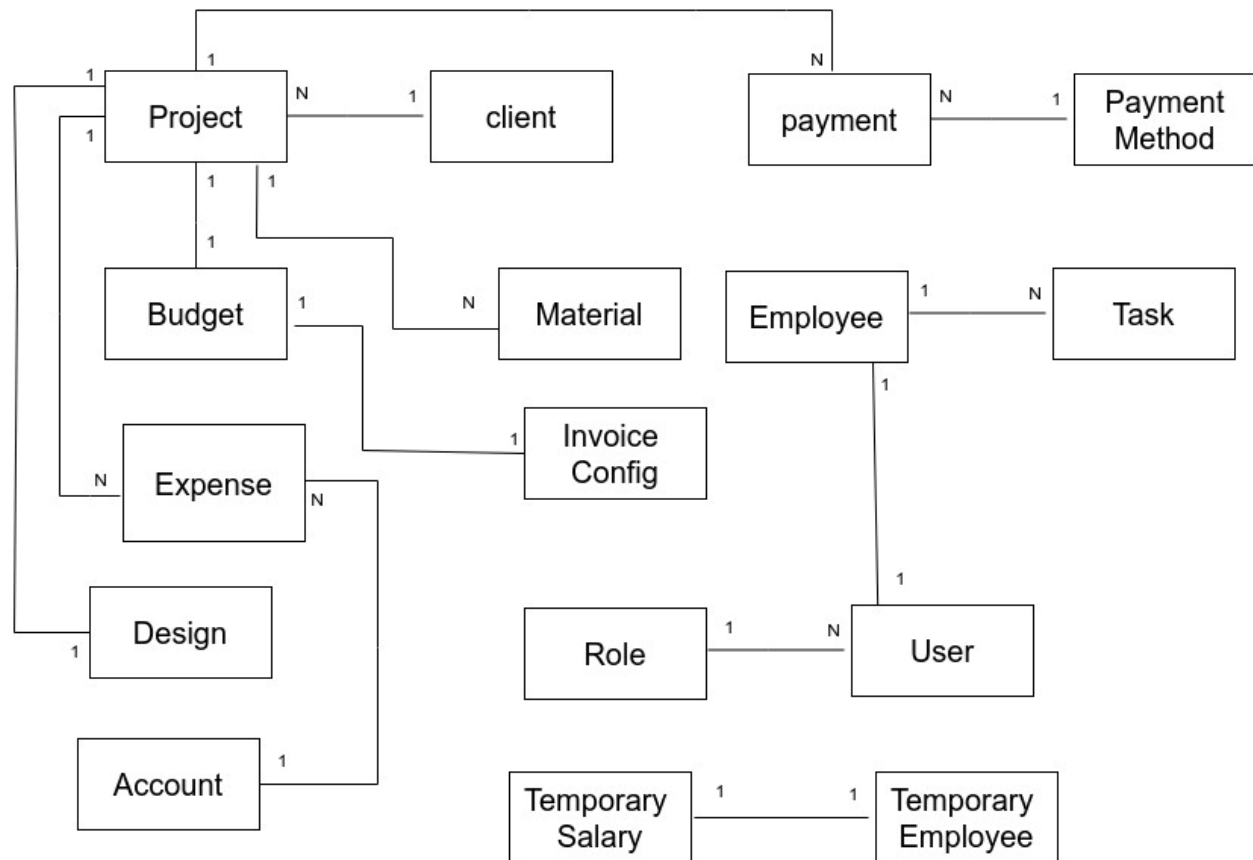 1
N
1
Project
N
1
client
payment
N
1
Payment
Method
1
1
1
1
Budget
1
N
Material
Employee
1
N
Task
1
1
Invoice
Config
N
Expense
N
1
Design
1
Role
1
N
1
User
Account
1
Temporary
Salary
1
1
Temporary
Employee